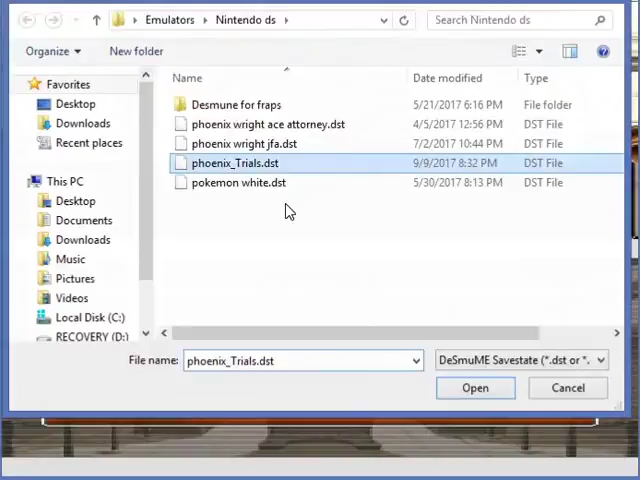 Emulators › Nintendo ds ›
Search Nintendo ds
Organize
New folder
Name
Date modified
Type
Favorites
Desktop
Downloads
Recent places
This PC
Desktop
Documents
Downloads
Music
Pictures
Videos
Local Disk (C:)
RECOVERY (D:)
Desmune for fraps 5/21/2017 6:16 PM File folder
phoenix wright ace attorney.dst 4/5/2017 12:56 PM DST File
phoenix wright jfa.dst 7/2/2017 10:44 PM DST File
phoenix_Trials.dst 9/9/2017 8:32 PM DST File
pokemon white.dst 5/30/2017 8:13 PM DST File
File name: phoenix_Trials.dst
DeSmuME Savestate (*.dst or *.
Open
Cancel